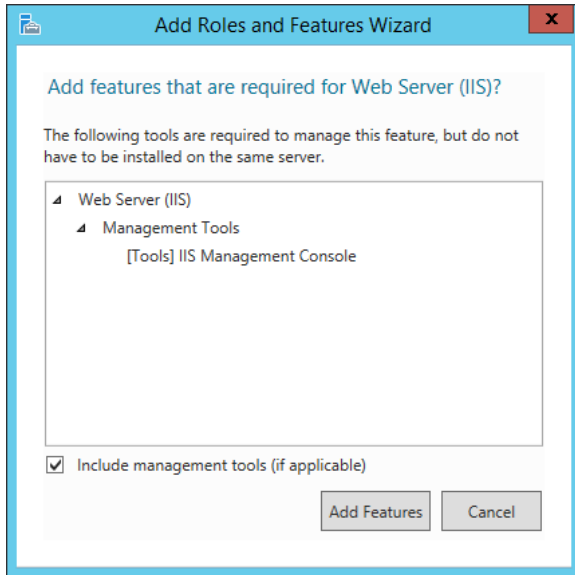 Add Roles and Features Wizard
x
Add features that are required for Web Server (IIS)?
The following tools are required to manage this feature, but do not
have to be installed on the same server.
Web Server (IIS)
Management Tools
[Tools] IIS Management Console
Include management tools (if applicable)
Add Features
Cancel